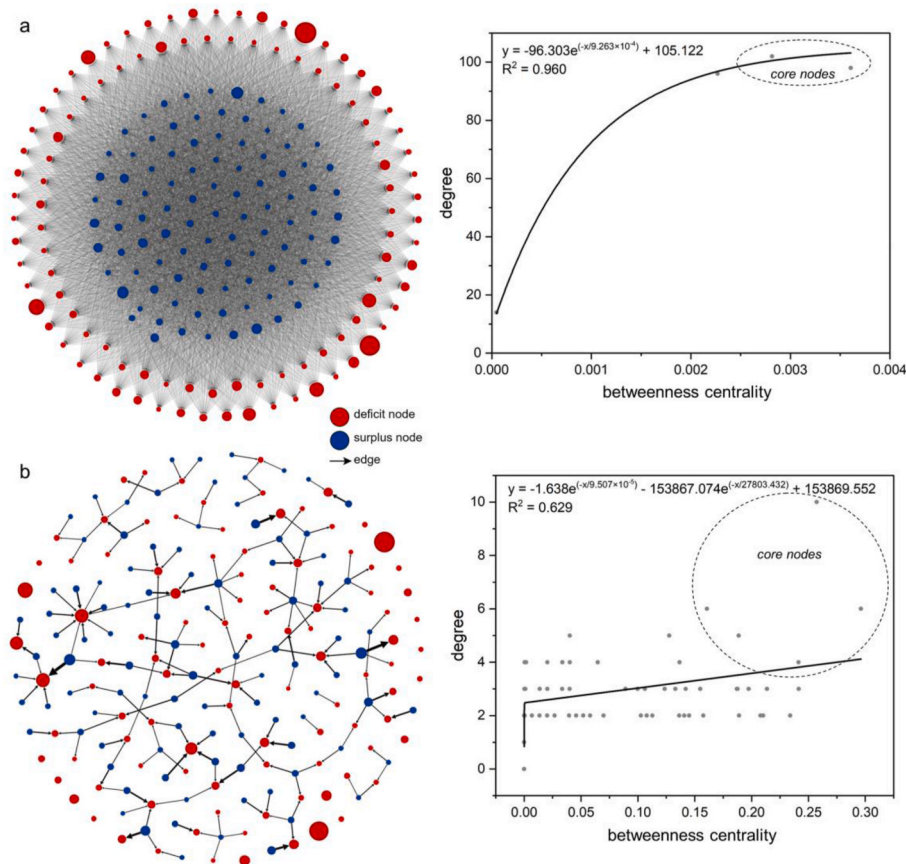 a
y = -96.303e^(-x/9.263×10^-4) + 105.122
R² = 0.960
core nodes
100
80
60
40
20
0
degree
0.000 0.001 0.002 0.003 0.004
betweenness centrality
deficit node
surplus node
edge
b
y = -1.638e^(-x/9.507×10^-5) - 153867.074e^(-x/27803.432) + 153869.552
R² = 0.629
core nodes
10
8
6
4
2
0
degree
0.00 0.05 0.10 0.15 0.20 0.25 0.30
betweenness centrality